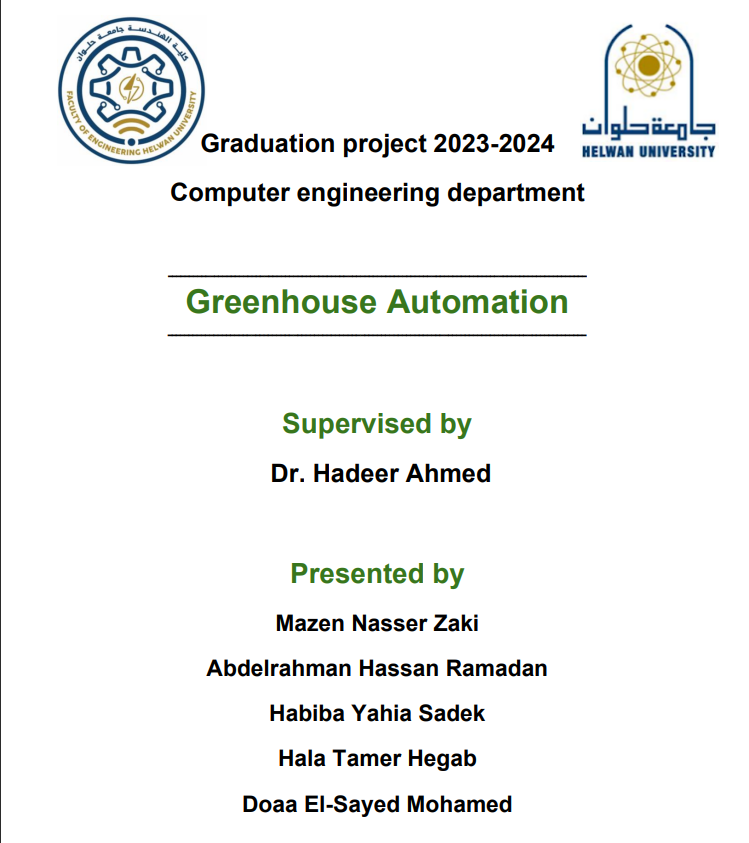 كلية الهندسة جامعة حلوان
FACULTY OF ENGINEERING HELWAN UNIVERSITY
جامعة حلوان
HELWAN UNIVERSITY
Graduation project 2023-2024
Computer engineering department
Greenhouse Automation
Supervised by
Dr. Hadeer Ahmed
Presented by
Mazen Nasser Zaki
Abdelrahman Hassan Ramadan
Habiba Yahia Sadek
Hala Tamer Hegab
Doaa El-Sayed Mohamed